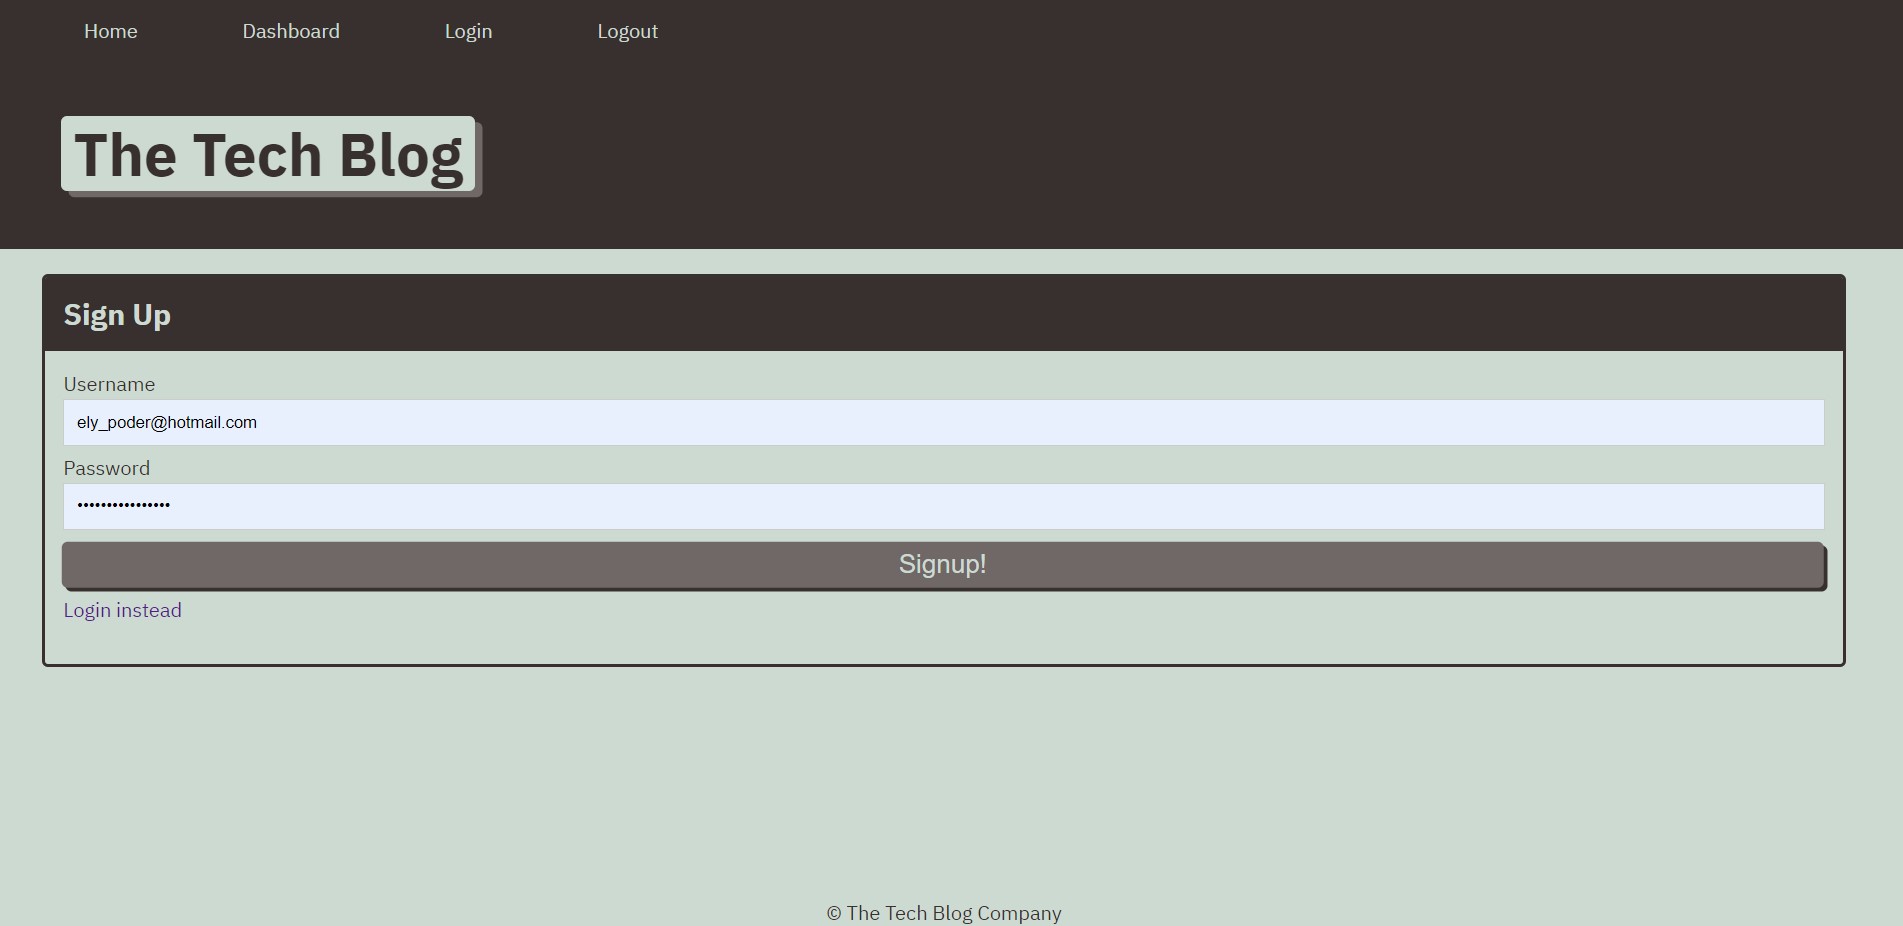 Home Dashboard Login Logout
The Tech Blog
Sign Up
Username
ely_poder@hotmail.com
Password
••••••••••••••••
Signup!
Login instead
© The Tech Blog Company